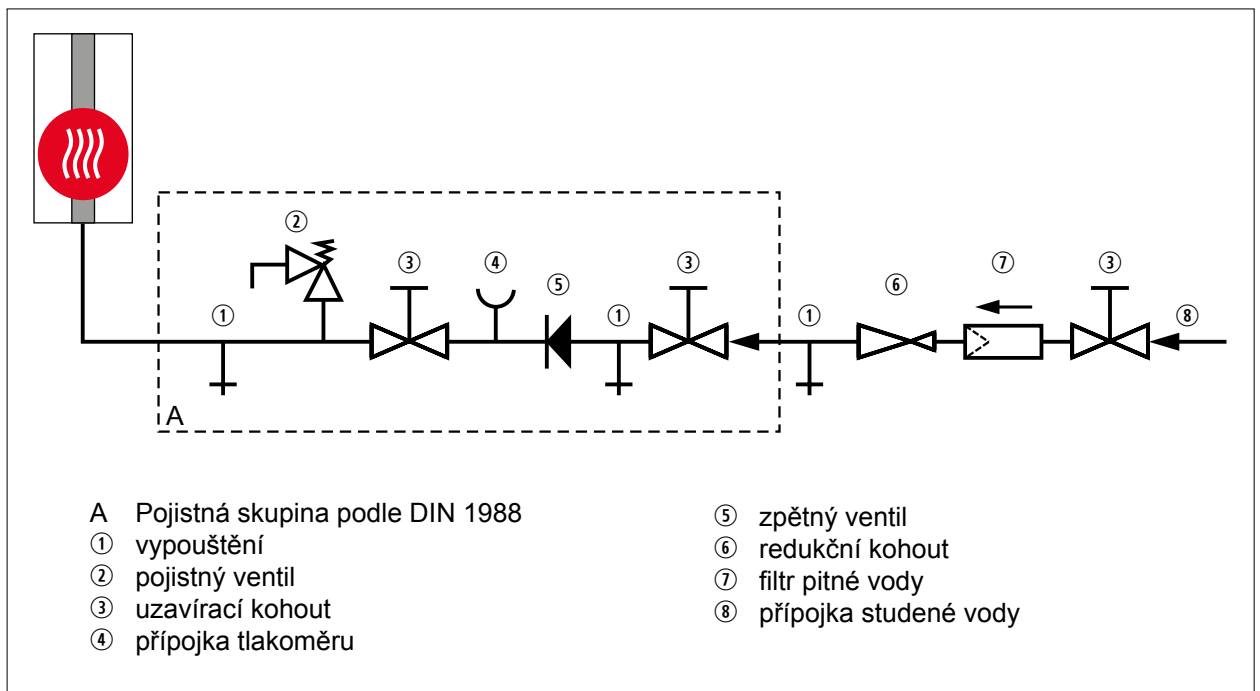 ②
③
④
⑤
③
①
①
①
⑥
⑦
③
⑧
A
A Pojistná skupina podle DIN 1988
① vypouštění
② pojistný ventil
③ uzavírací kohout
④ přípojka tlakoměru
⑤ zpětný ventil
⑥ redukční kohout
⑦ filtr pitné vody
⑧ přípojka studené vody